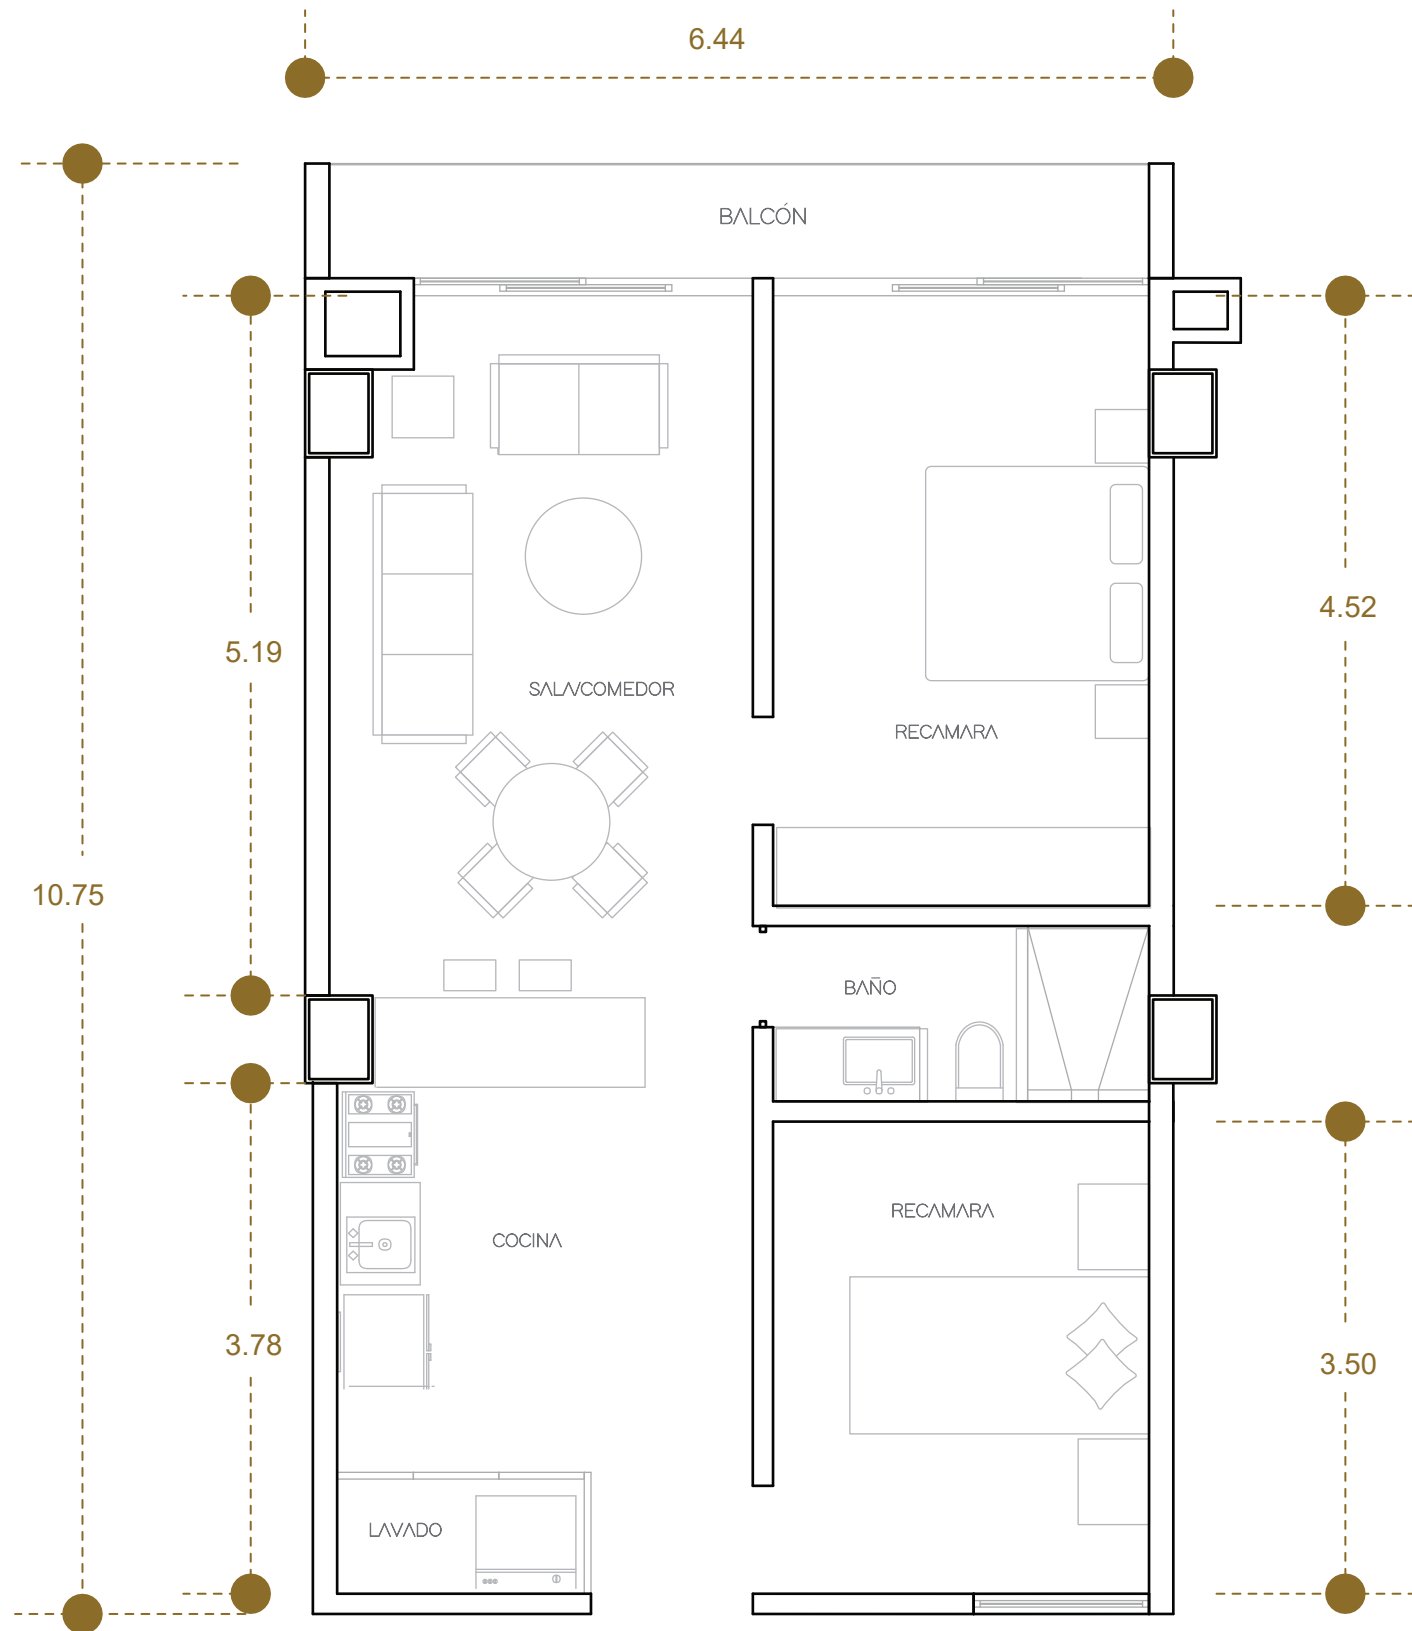 6.44
BALCÓN
4.52
5.19
SALA/COMEDOR
RECAMARA
10.75
BAÑO
RECAMARA
COCINA
3.78
3.50
LAVADO